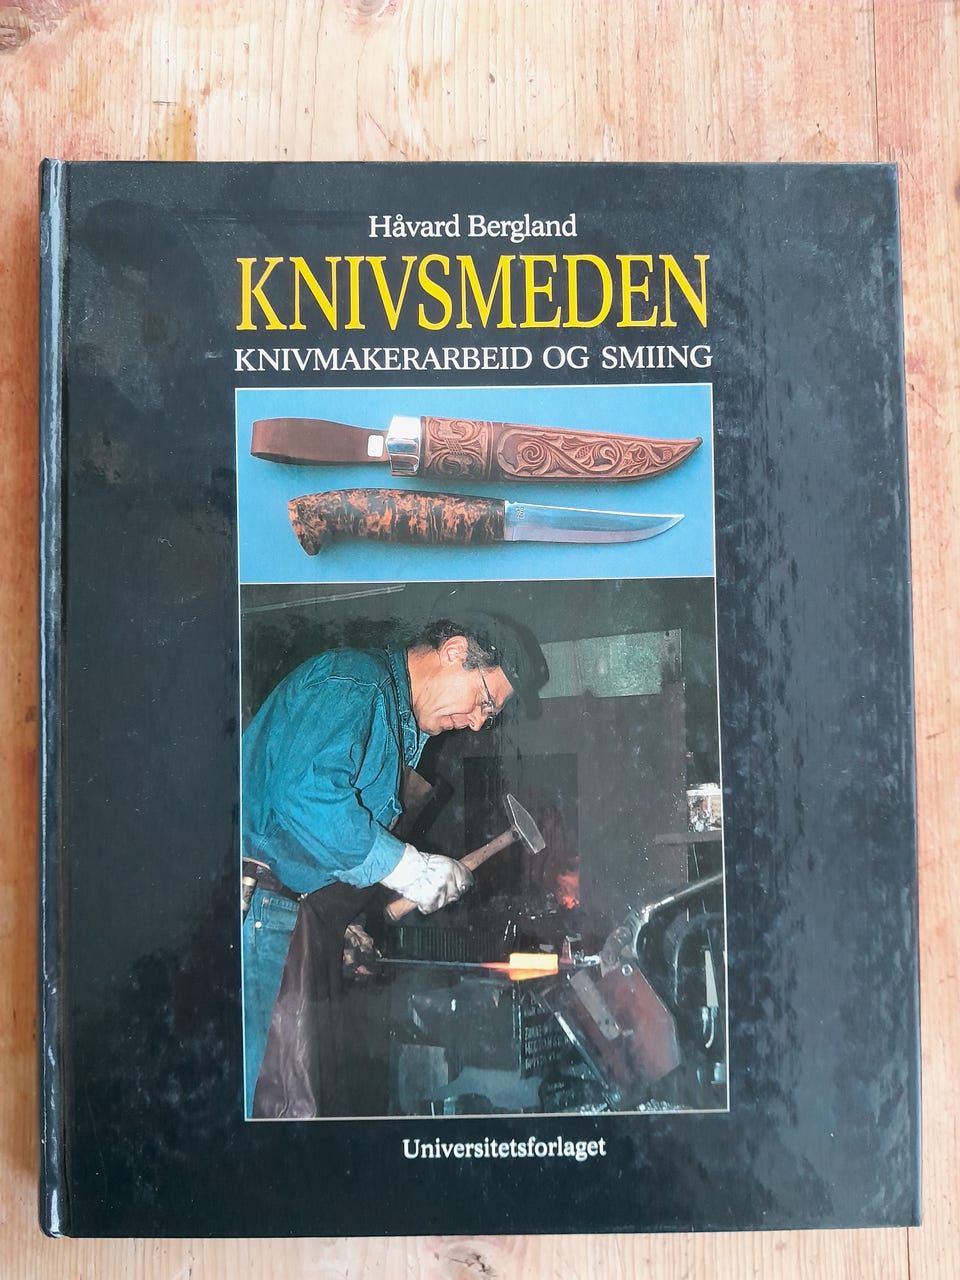 Håvard Bergland
KNIVSMEDEN
KNIVMAKERARBEID OG SMIING
Universitetsforlaget